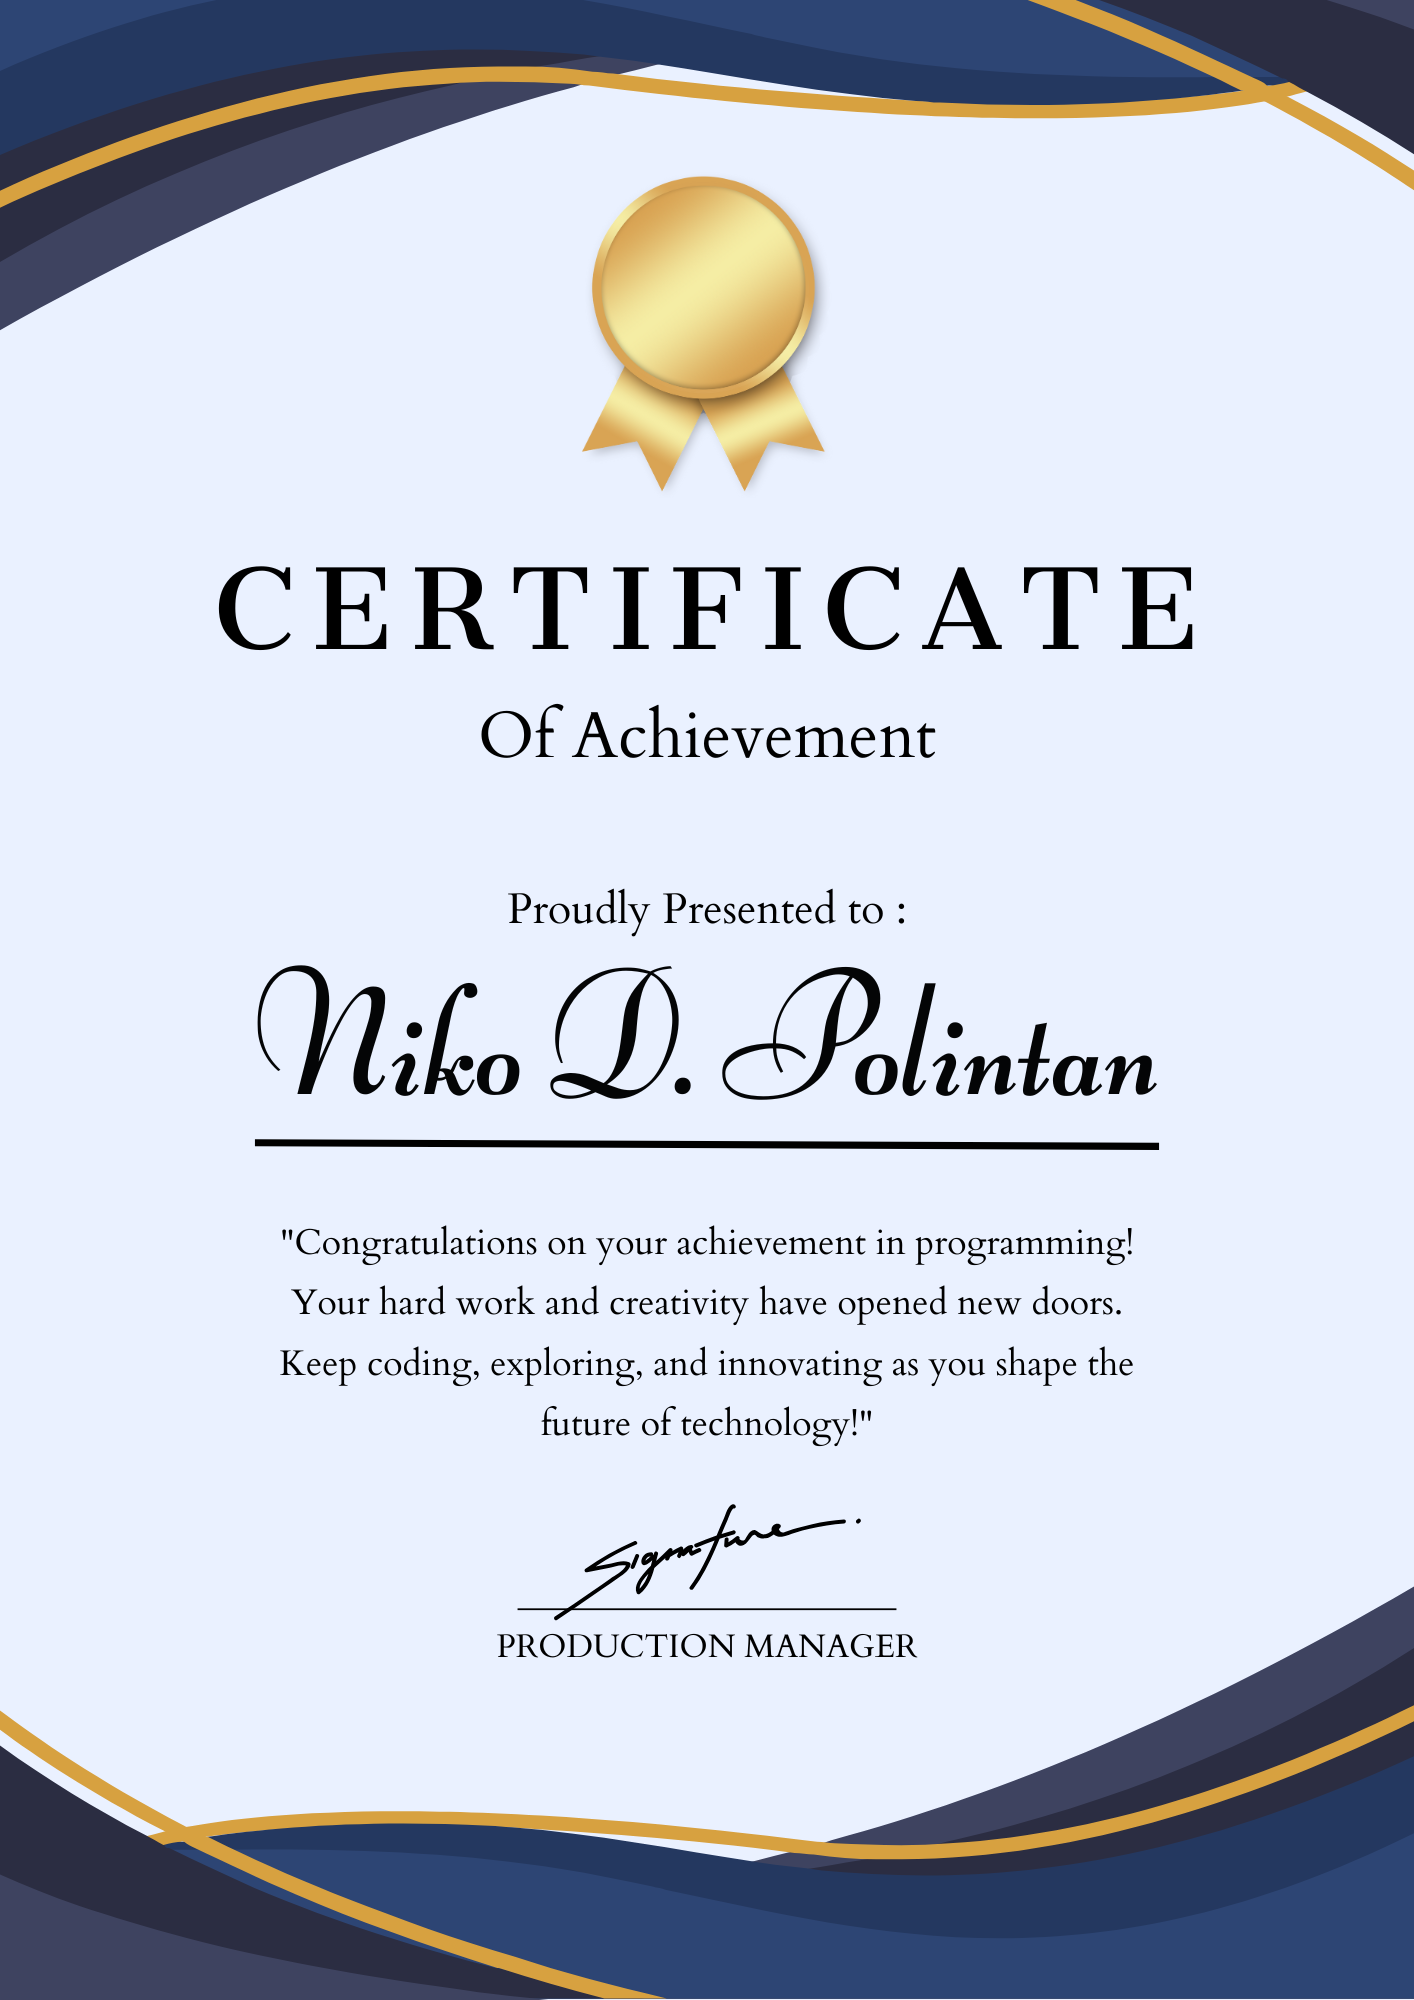 CERTIFICATE
Of Achievement
Proudly Presented to :
Niko D. Polintan
"Congratulations on your achievement in programming!
Your hard work and creativity have opened new doors.
Keep coding, exploring, and innovating as you shape the
future of technology!"
Signature
PRODUCTION MANAGER